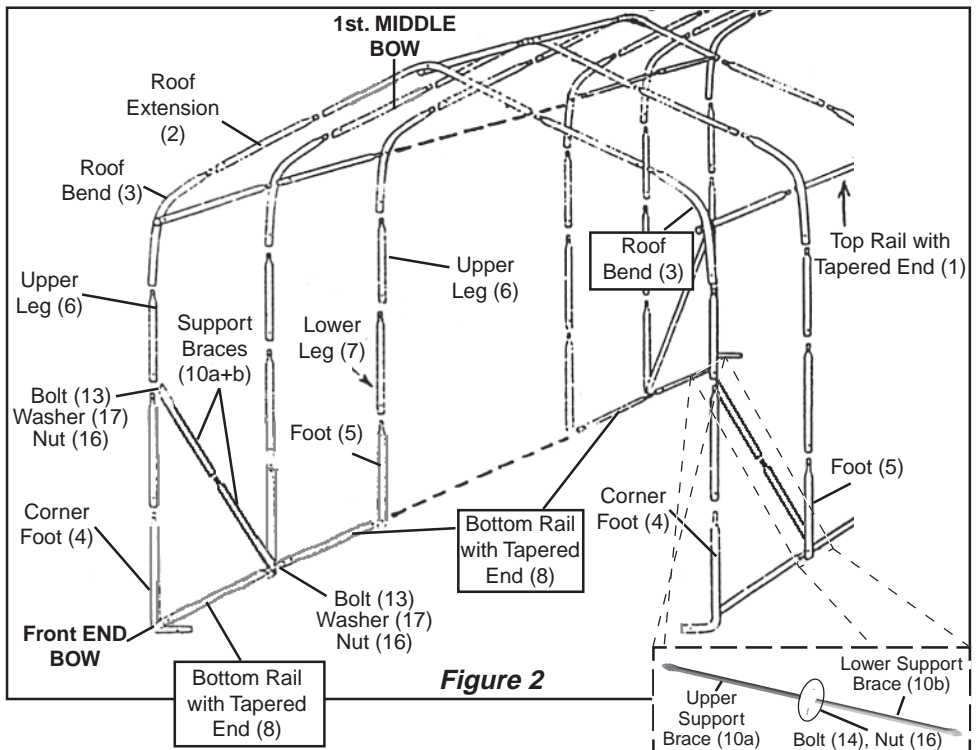 1st. MIDDLE
BOW
Roof
Extension
(2)
Roof
Bend (3)
Upper
Leg (6)
Support
Braces
(10a+b)
Lower
Leg (7)
Upper
Leg (6)
Roof
Bend (3)
Top Rail with
Tapered End (1)
Bolt (13)
Washer (17)
Nut (16)
Foot (5)
Corner
Foot (4)
Bottom Rail
with Tapered
End (8)
Corner
Foot (4)
Foot (5)
Bolt (13)
Washer (17)
Nut (16)
Front END
BOW
Bottom Rail
with Tapered
End (8)
Figure 2
Upper
Support
Brace (10a)
Lower Support
Brace (10b)
Bolt (14), Nut (16)